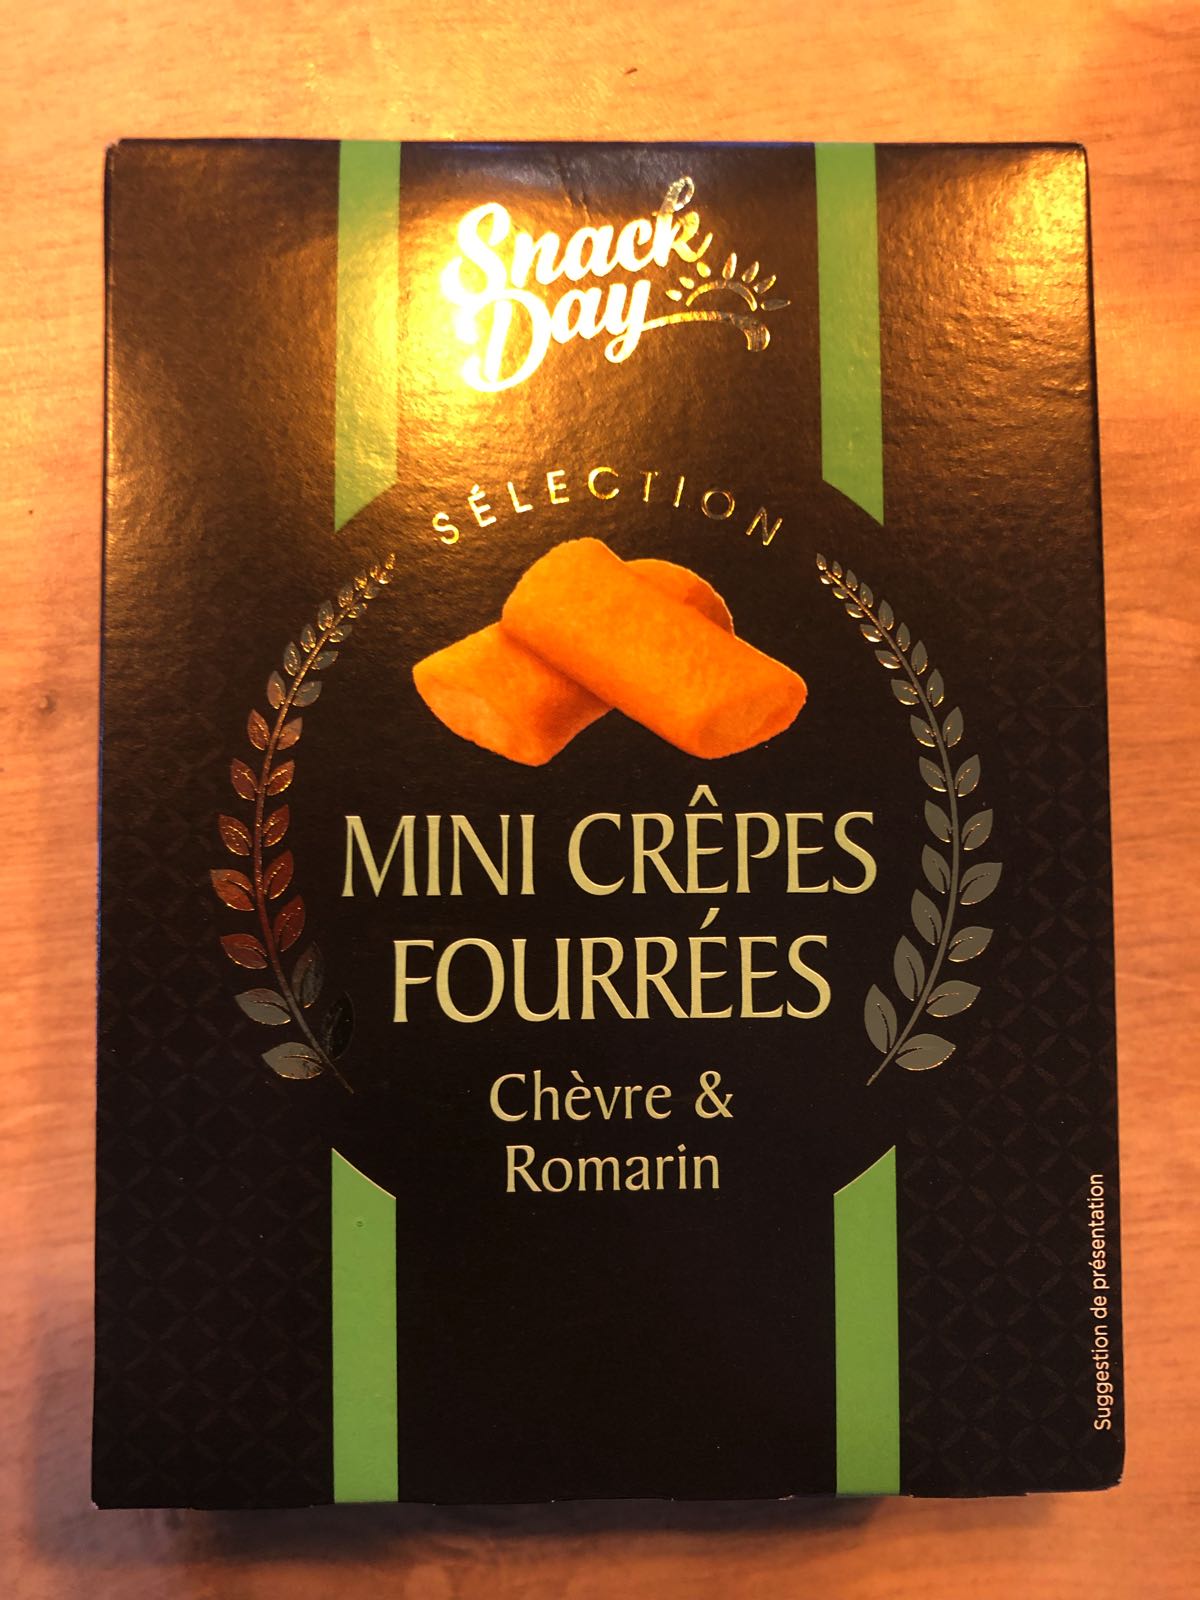 Snack
Day
SÉLECTION
MINI CRÊPES
FOURRÉES
Chèvre &
Romarin
Suggestion de présentation